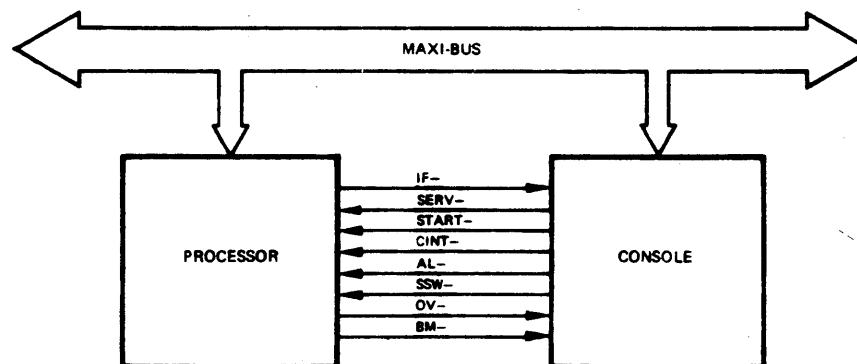 MAXI-BUS
IF–
SERV–
START–
CINT–
PROCESSOR
CONSOLE
AL–
SSW–
OV–
BM–